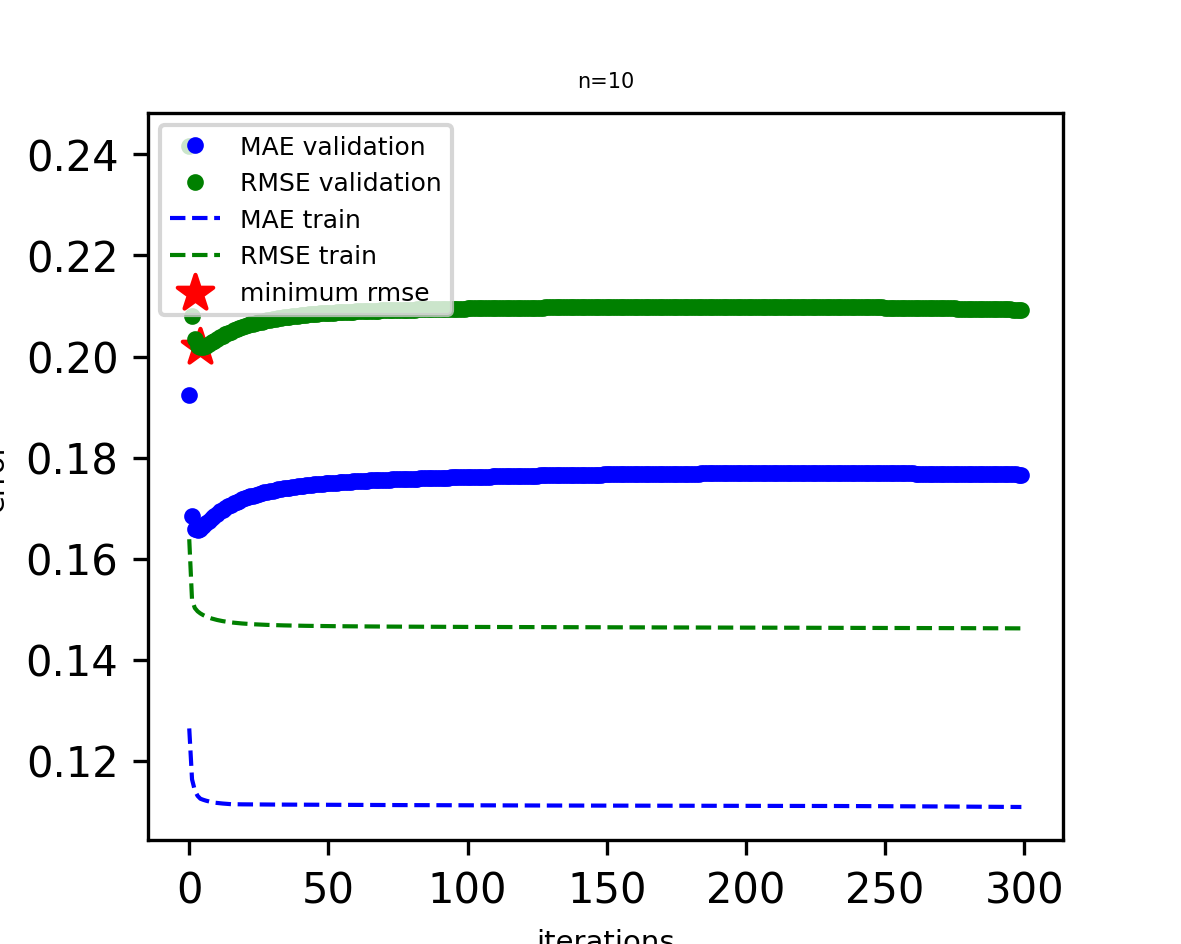 n=10
MAE validation
RMSE validation
MAE train
RMSE train
minimum rmse
0.24
0.22
0.20
0.18
0.16
0.14
0.12
0 50 100 150 200 250 300
iterations